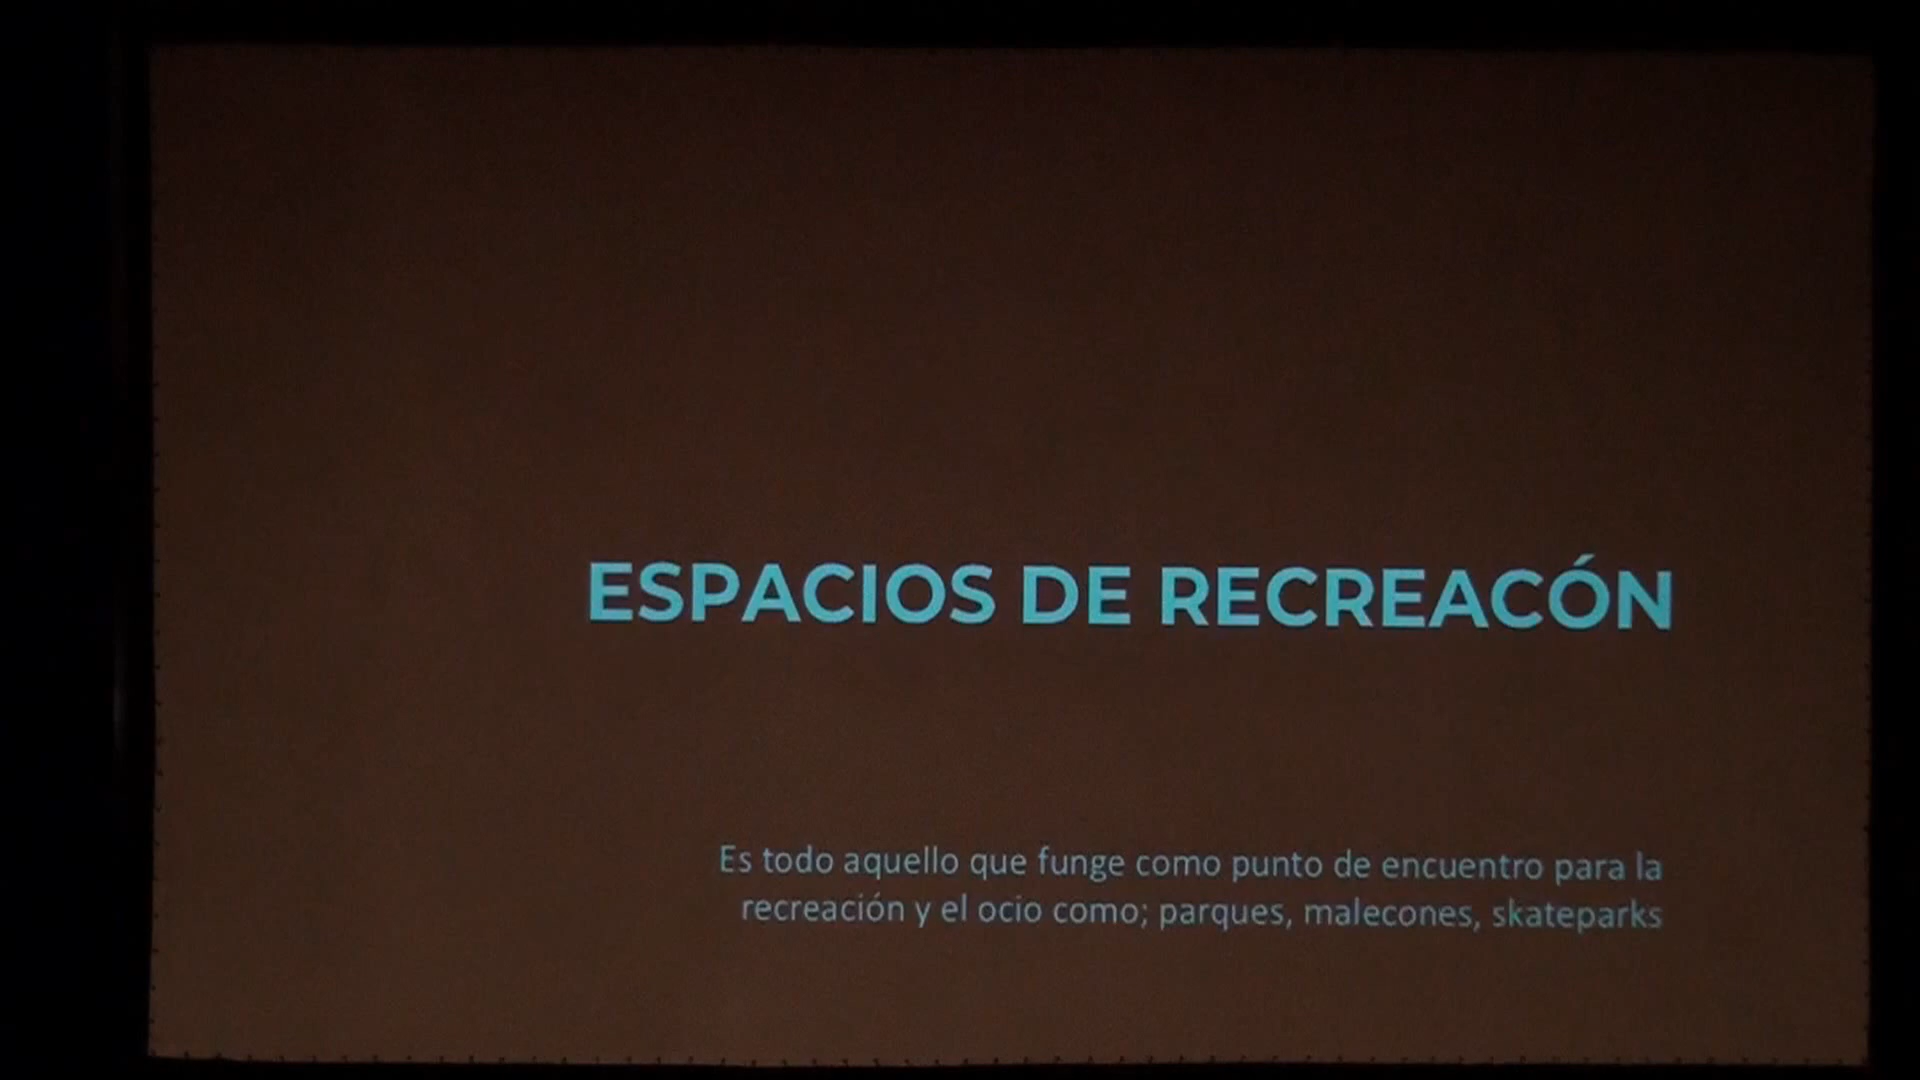 ESPACIOS DE RECREACÓN
Es todo aquello que funge como punto de encuentro para la
recreación y el ocio como; parques, malecones, skateparks